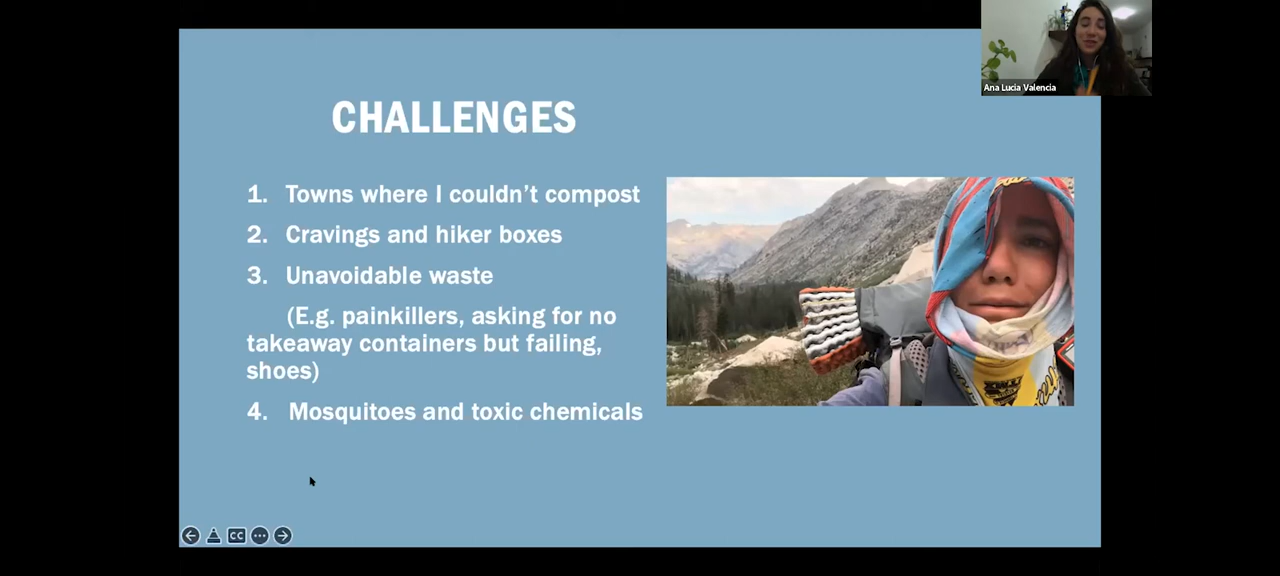 Ana Lucia Valencia
CHALLENGES
1. Towns where I couldn’t compost
2. Cravings and hiker boxes
3. Unavoidable waste
(E.g. painkillers, asking for no
takeaway containers but failing,
shoes)
4. Mosquitoes and toxic chemicals
CC